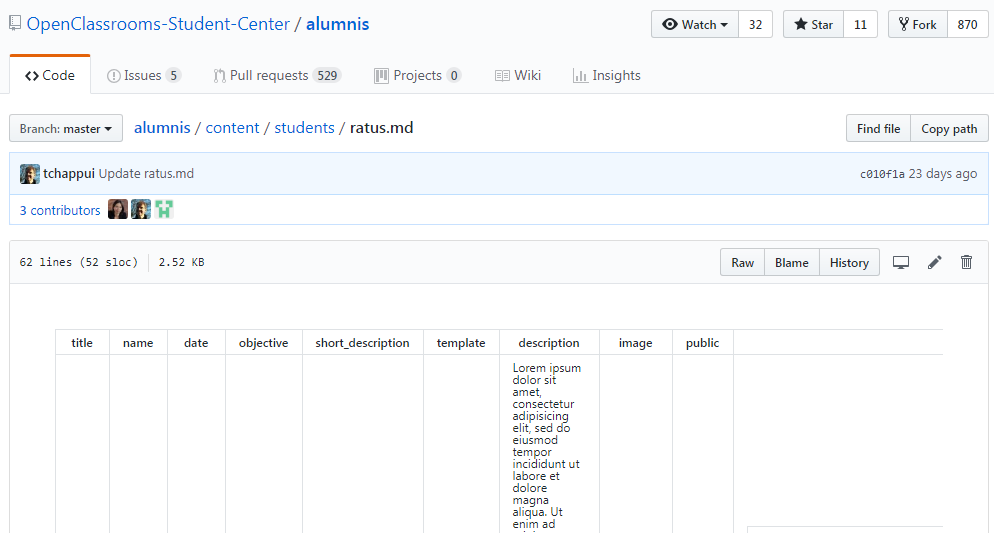 OpenClassrooms-Student-Center / alumnis
Watch 32 Star 11 Fork 870
Code Issues 5 Pull requests 529 Projects 0 Wiki Insights
Branch: master alumnis / content / students / ratus.md Find file Copy path
tchappui Update ratus.md c010f1a 23 days ago
3 contributors
62 lines (52 sloc) 2.52 KB Raw Blame History
title name date objective short_description template description image public
Lorem ipsum
dolor sit
amet,
consectetur
adipisicing
elit, sed do
eiusmod
tempor
incididunt ut
labore et
dolore
magna
aliqua. Ut
enim ad